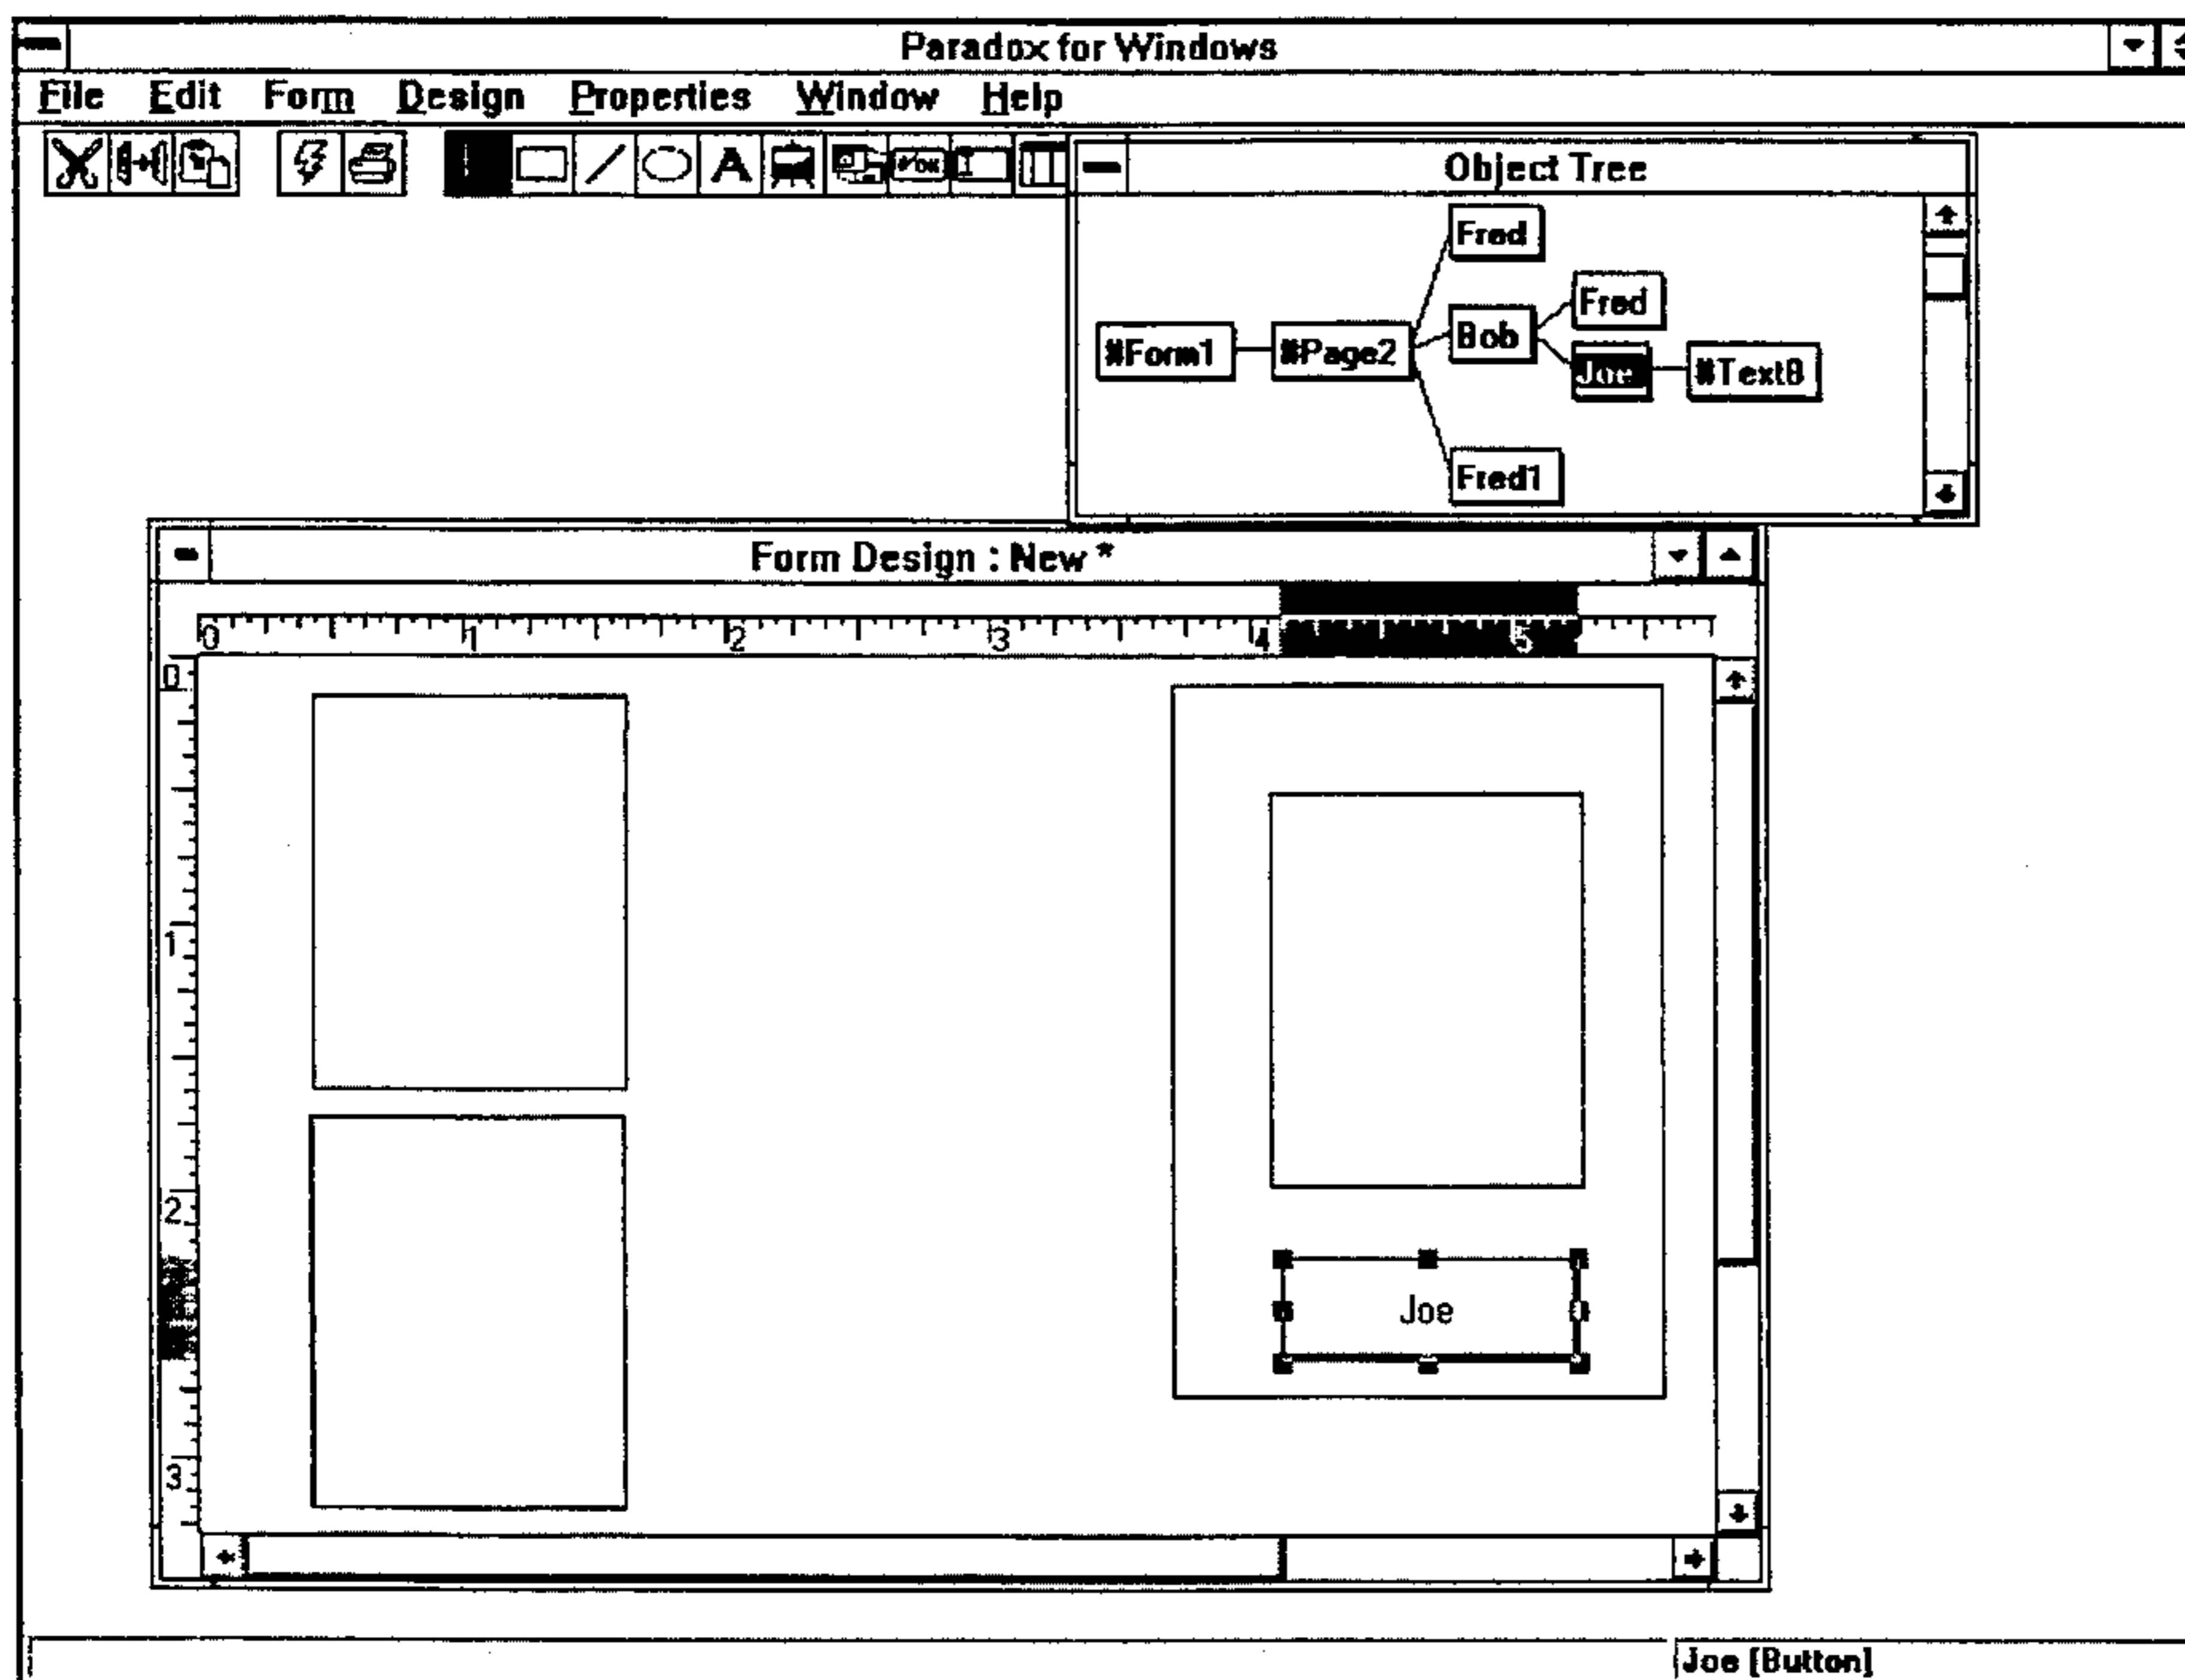 Paradox for Windows
File Edit Form Design Properties Window Help
A
Object Tree
Fred
Fred
Bob
#Form1 #Page2
Joe #Text8
Fred1
Form Design : New *
0 1 2 3 4 5
0
1
2
Joe
3
Joe [Button]